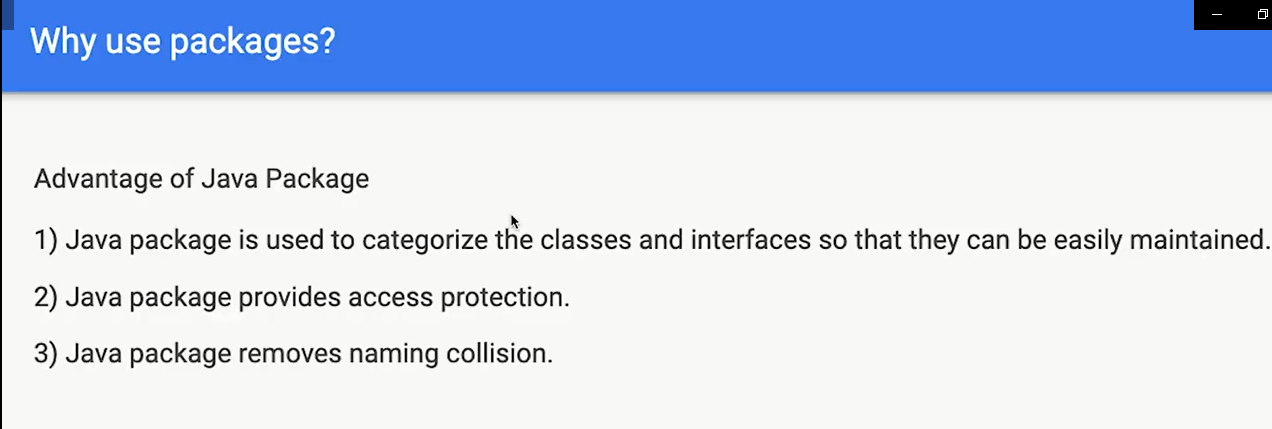 Why use packages?
Advantage of Java Package
1) Java package is used to categorize the classes and interfaces so that they can be easily maintained.
2) Java package provides access protection.
3) Java package removes naming collision.